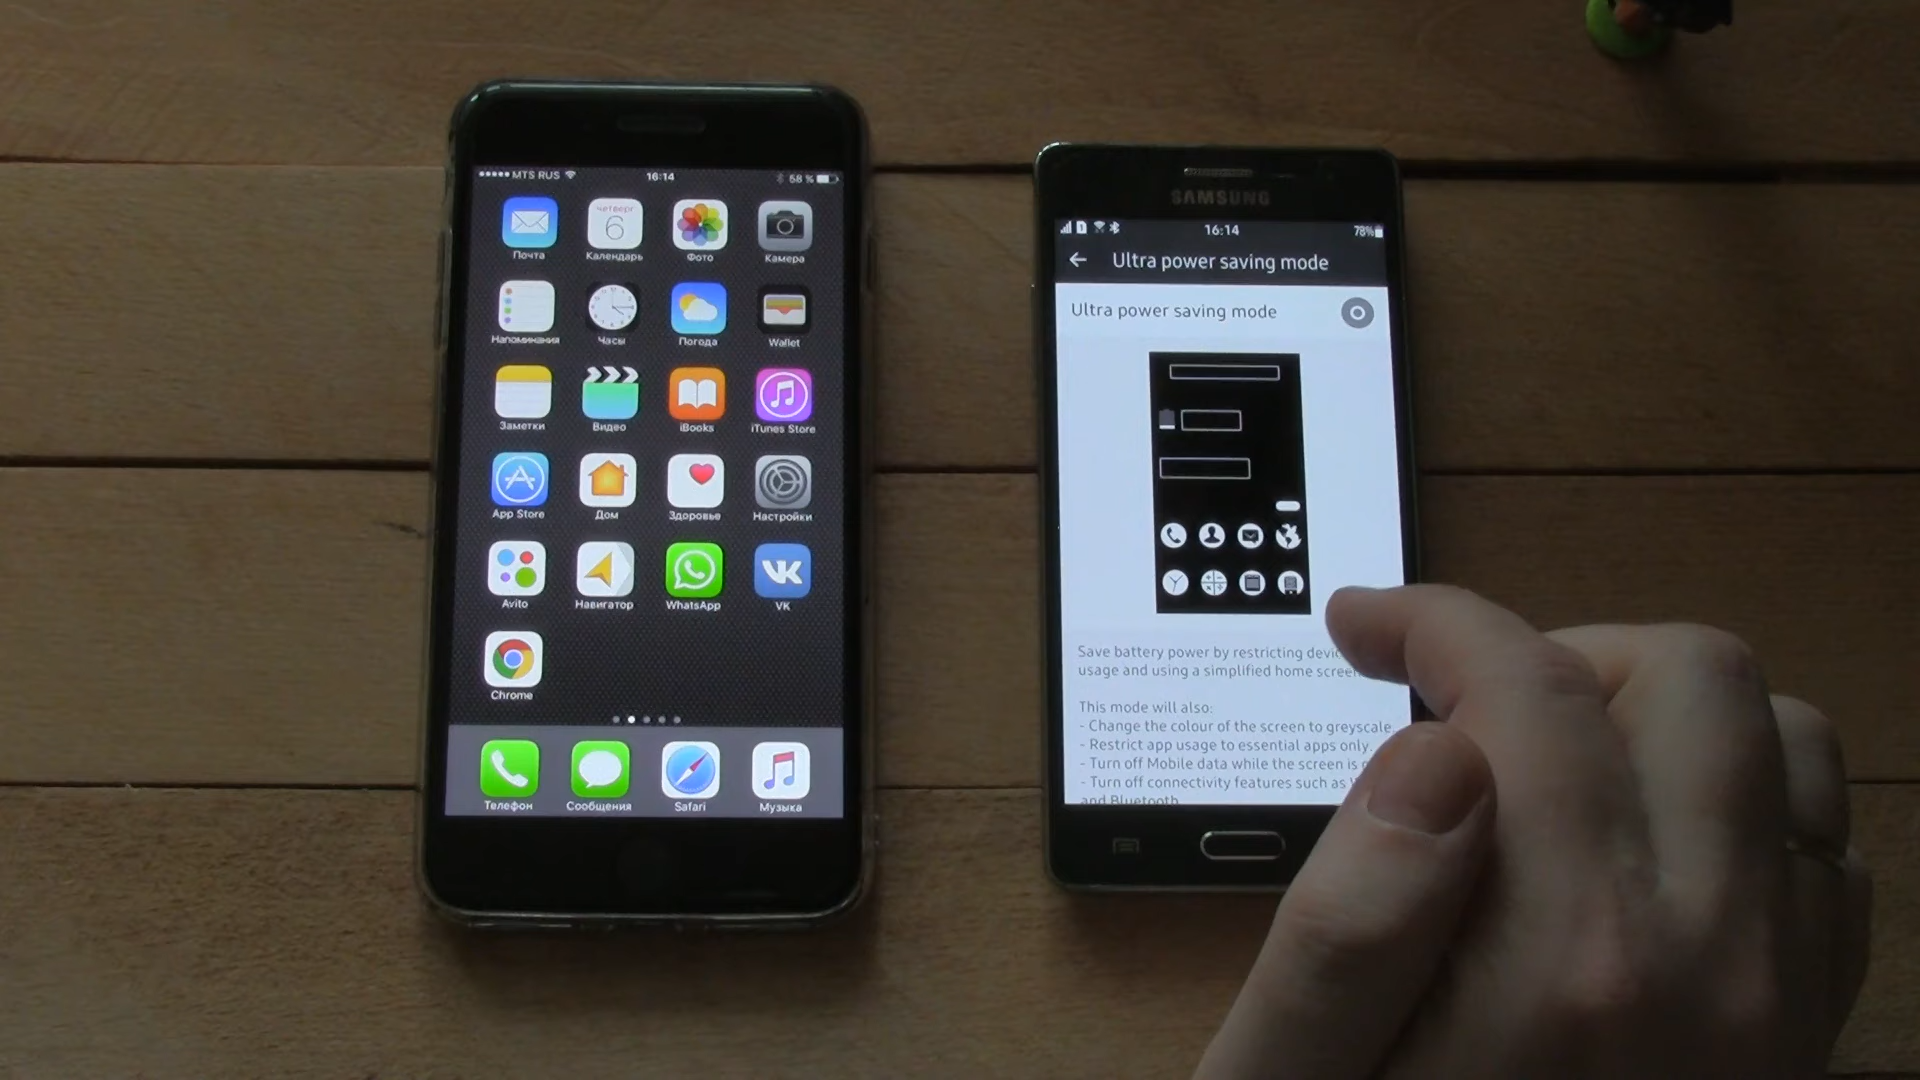 MTS RUS 16:14 58 %
четверг
6
Почта Календарь Фото Камера
Напоминания Часы Погода Wallet
Заметки Видео iBooks iTunes Store
App Store Дом Здоровье Настройки
Avito Навигатор WhatsApp VK
Chrome
Телефон Сообщения Safari Музыка
SAMSUNG
16:14 78%
Ultra power saving mode
Ultra power saving mode
Save battery power by restricting
usage and using a simplified home
This mode will also:
- Change the colour of the screen to greyscale.
- Restrict app usage to essential apps only.
- Turn off Mobile data while the screen is
- Turn off connectivity features such as
and Bluetooth